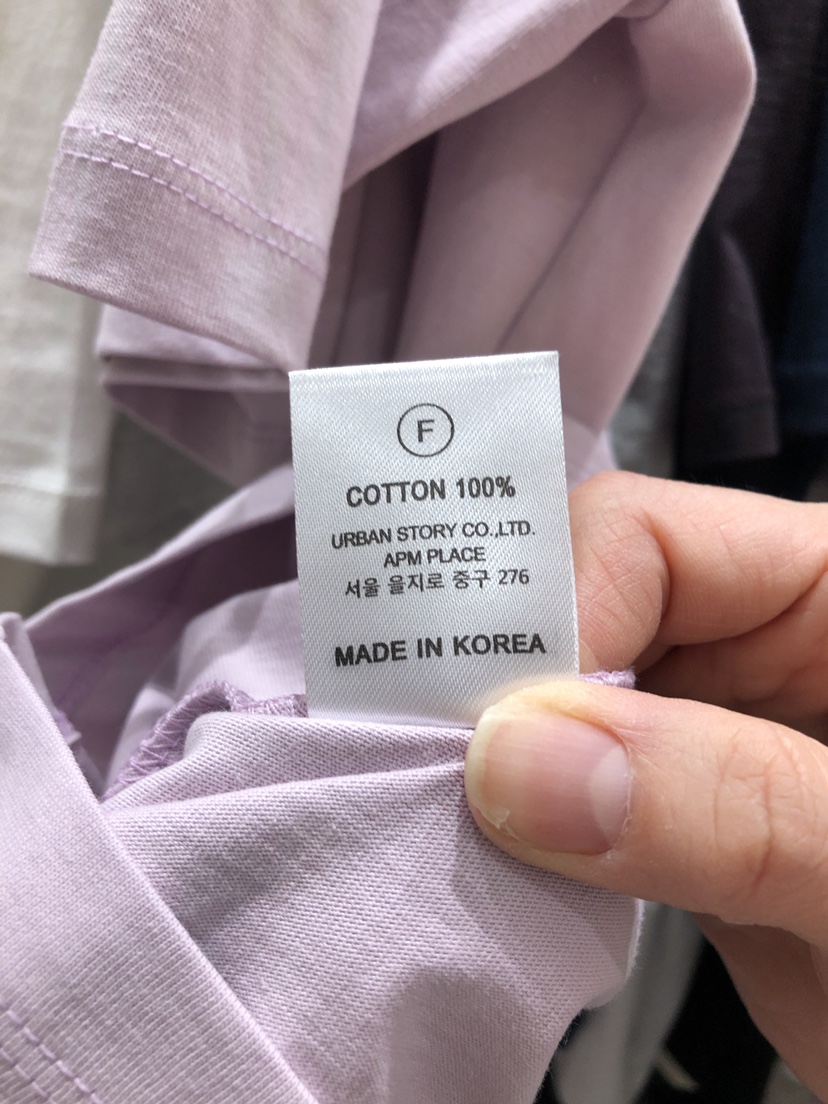 F
COTTON 100%
URBAN STORY CO.,LTD.
APM PLACE
서울 을지로 중구 276
MADE IN KOREA